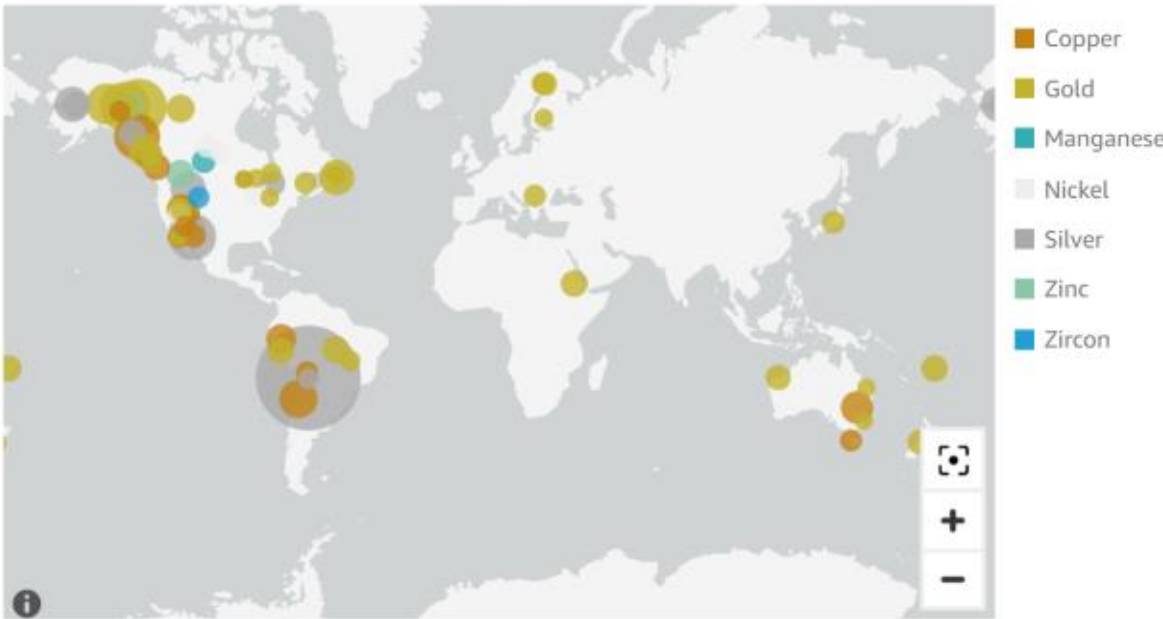 Copper
Gold
Manganese
Nickel
Silver
Zinc
Zircon